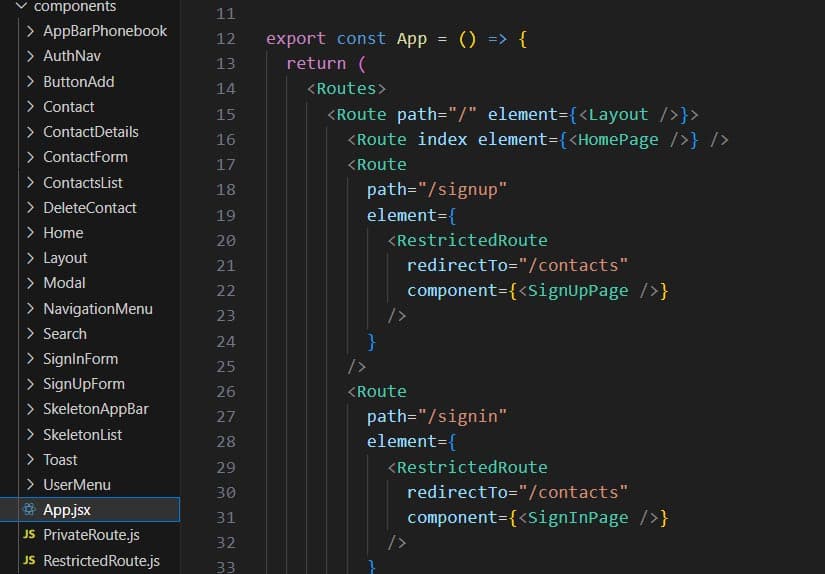 components
AppBarPhonebook
AuthNav
ButtonAdd
Contact
ContactDetails
ContactForm
ContactsList
DeleteContact
Home
Layout
Modal
NavigationMenu
Search
SignInForm
SignUpForm
SkeletonAppBar
SkeletonList
Toast
UserMenu
App.jsx
JS PrivateRoute.js
JS RestrictedRoute.js
11
12 export const App = () => {
13   return (
14     <Routes>
15       <Route path="/" element={<Layout />}>
16         <Route index element={<HomePage />} />
17         <Route
18           path="/signup"
19           element={
20             <RestrictedRoute
21               redirectTo="/contacts"
22               component={<SignUpPage />}
23             />
24           }
25         />
26         <Route
27           path="/signin"
28           element={
29             <RestrictedRoute
30               redirectTo="/contacts"
31               component={<SignInPage />}
32             />
33           }